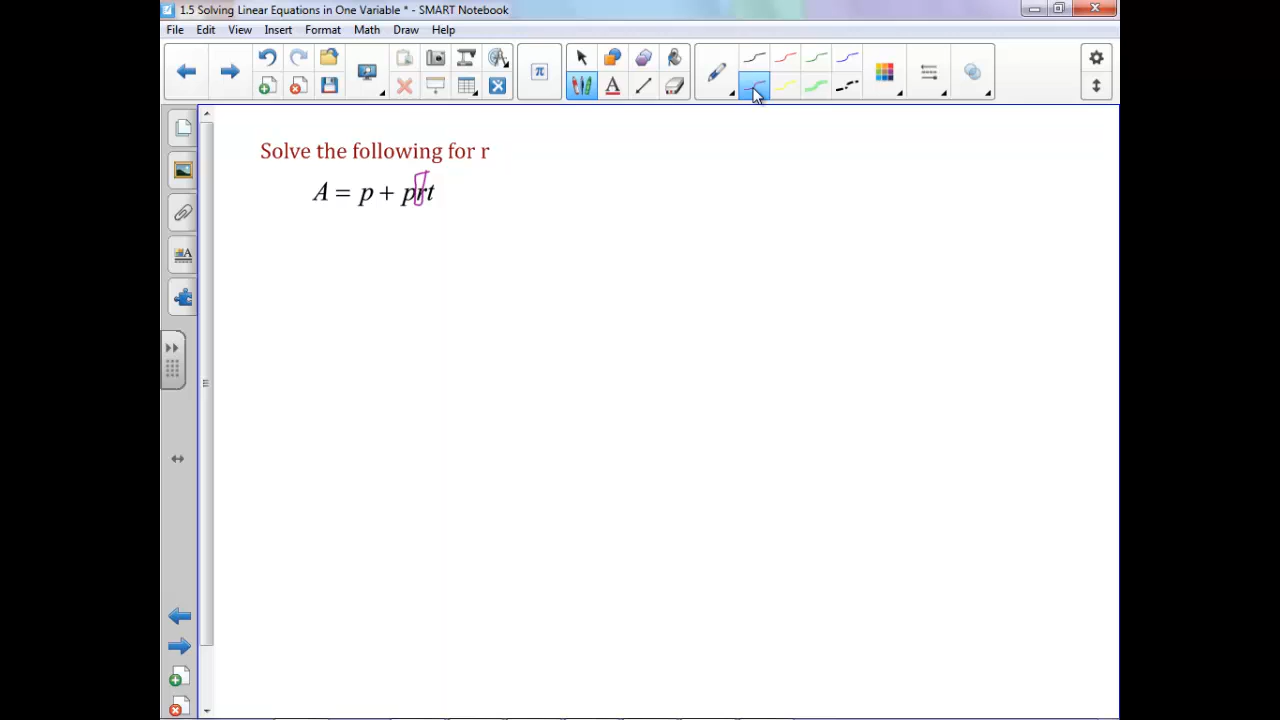 1.5 Solving Linear Equations in One Variable * - SMART Notebook
File Edit View Insert Format Math Draw Help
π
A
A
Solve the following for r
A = p + prt